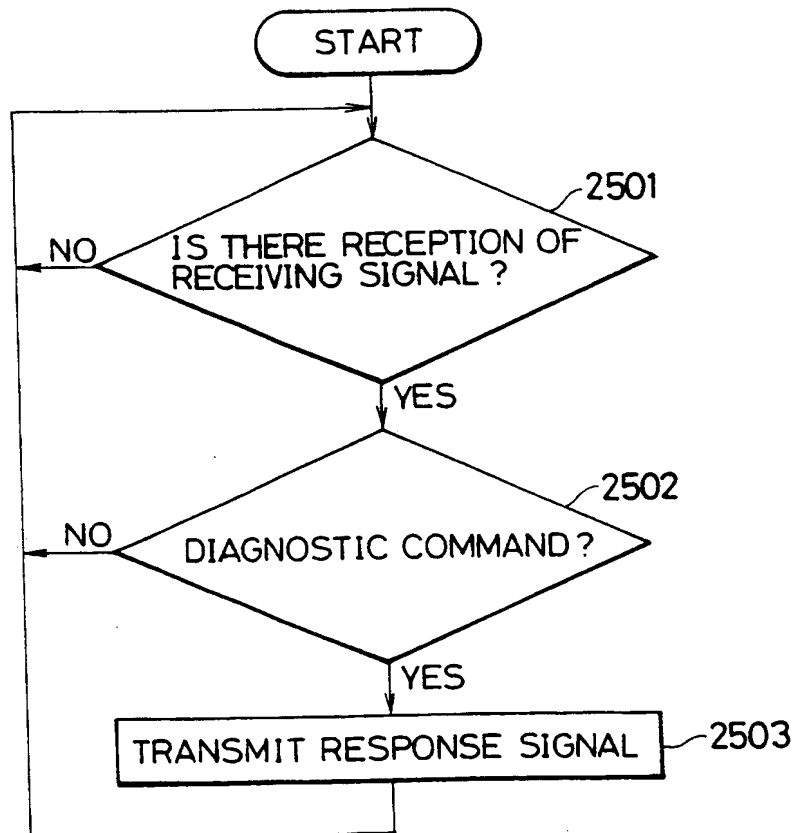 START
2501
NO
IS THERE RECEPTION OF
RECEIVING SIGNAL ?
YES
2502
NO
DIAGNOSTIC COMMAND ?
YES
TRANSMIT RESPONSE SIGNAL
2503